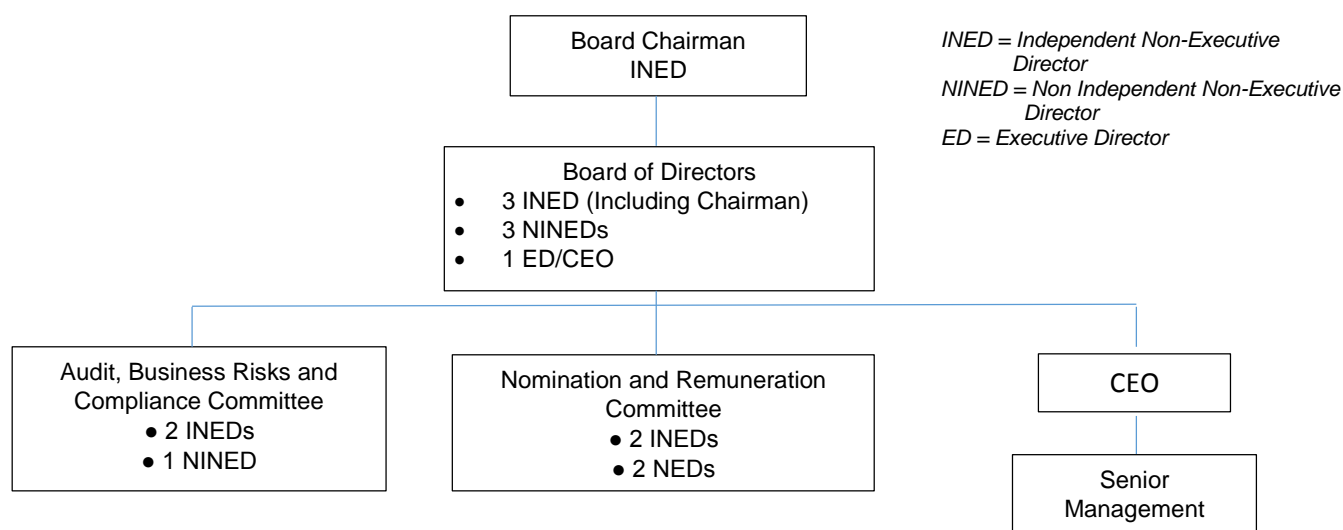 Board Chairman
INED
INED = Independent Non-Executive
Director
NINED = Non Independent Non-Executive
Director
ED = Executive Director
Board of Directors
● 3 INED (Including Chairman)
● 3 NINEDs
● 1 ED/CEO
Audit, Business Risks and
Compliance Committee
● 2 INEDs
● 1 NINED
Nomination and Remuneration
Committee
● 2 INEDs
● 2 NEDs
CEO
Senior
Management